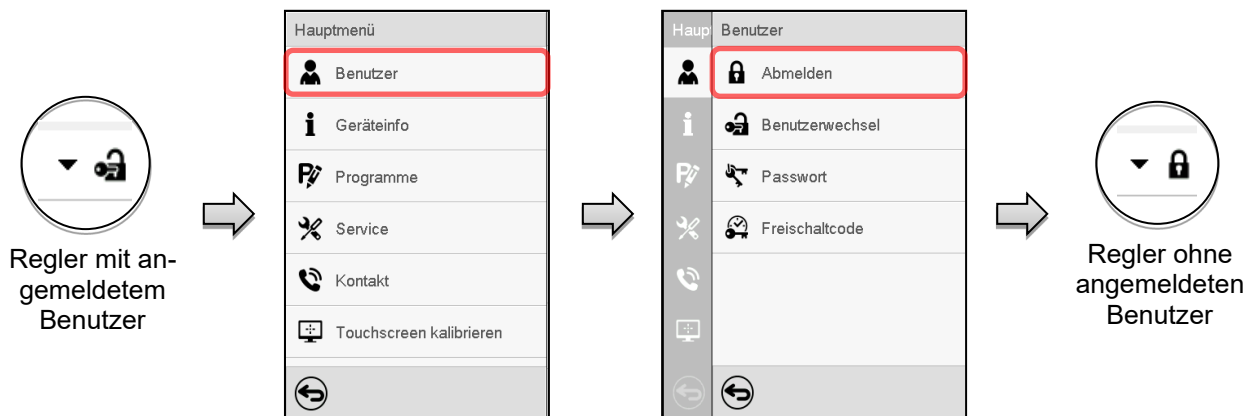 Regler mit an-
gemeldetem
Benutzer
Hauptmenü
Benutzer
Geräteinfo
Programme
Service
Kontakt
Touchscreen kalibrieren
Haup
Benutzer
Abmelden
Benutzerwechsel
Passwort
Freischaltcode
Regler ohne
angemeldeten
Benutzer